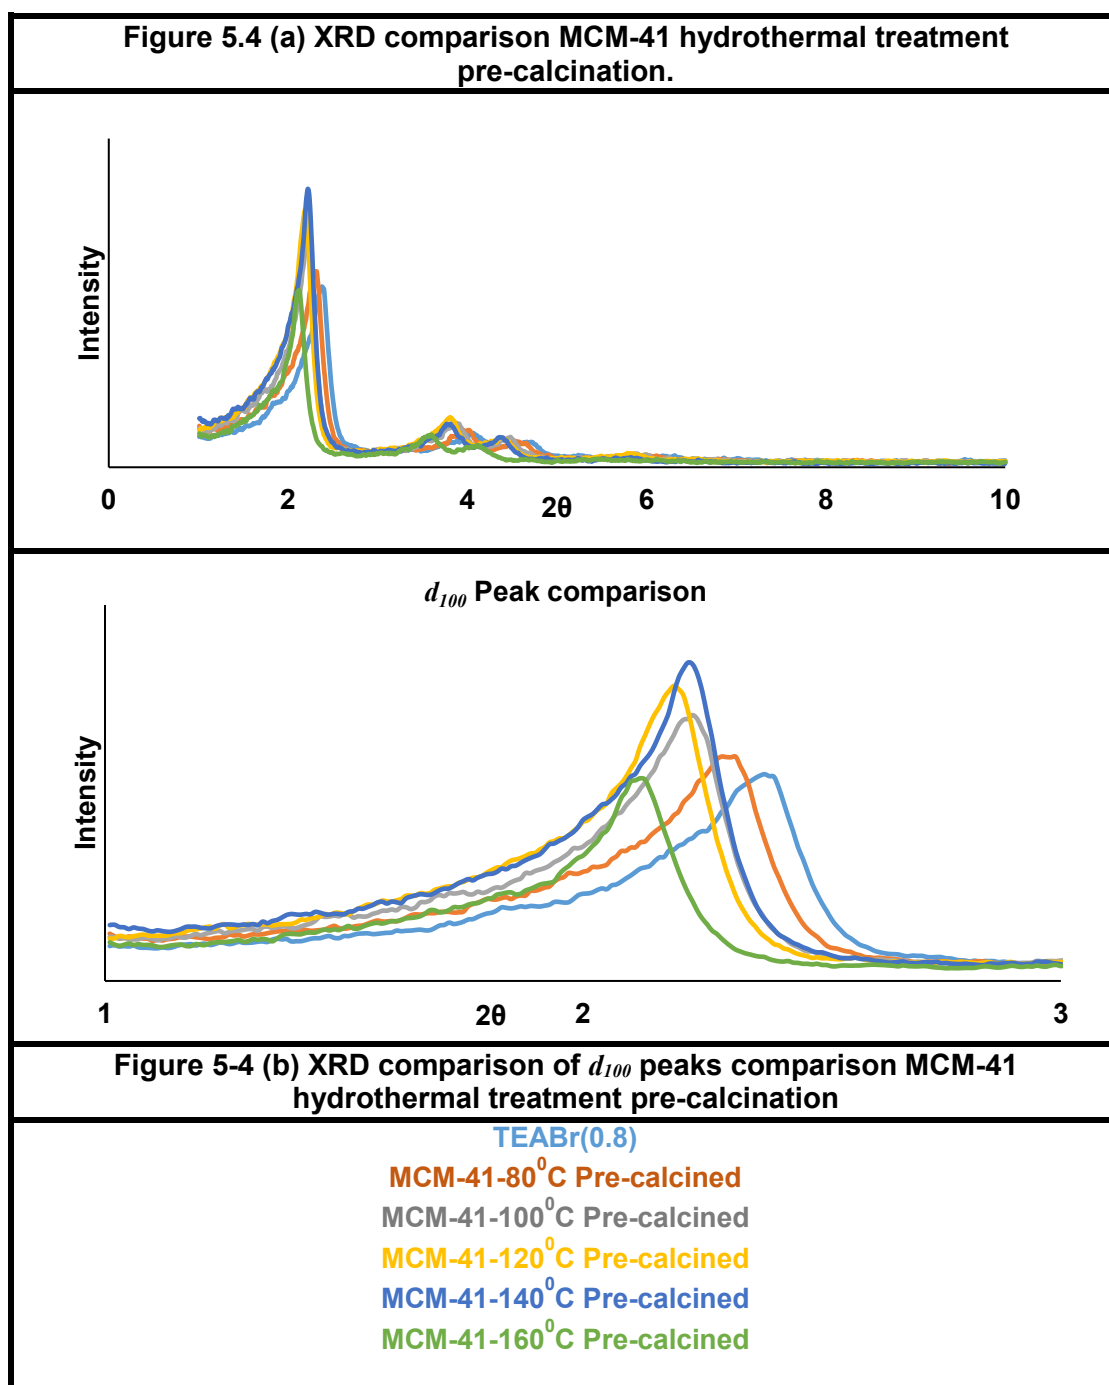 Figure 5.4 (a) XRD comparison MCM-41 hydrothermal treatment
pre-calcination.
Intensity
0 2 4 6 8 10
2θ
d100 Peak comparison
Intensity
1 2 3
2θ
Figure 5-4 (b) XRD comparison of d100 peaks comparison MCM-41
hydrothermal treatment pre-calcination
TEABr(0.8)
MCM-41-80⁰C Pre-calcined
MCM-41-100⁰C Pre-calcined
MCM-41-120⁰C Pre-calcined
MCM-41-140⁰C Pre-calcined
MCM-41-160⁰C Pre-calcined